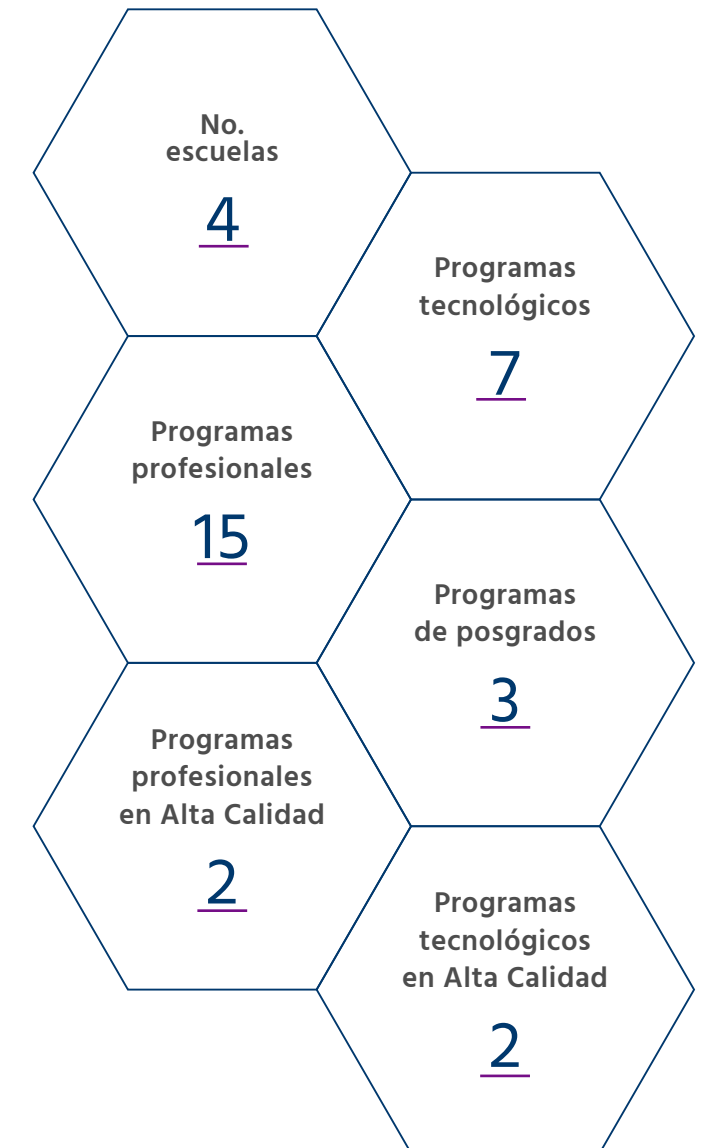 No.
escuelas
4
Programas
tecnológicos
7
Programas
profesionales
15
Programas
de posgrados
3
Programas
profesionales
en Alta Calidad
2
Programas
tecnológicos
en Alta Calidad
2